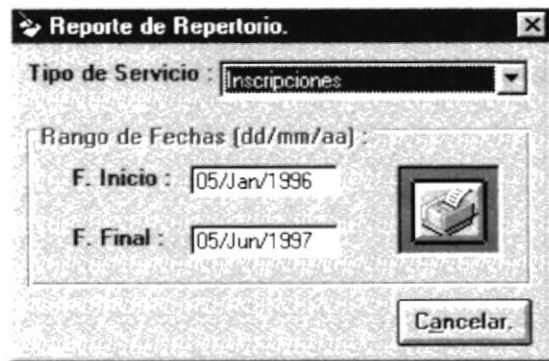 Reporte de Repertorio.
Tipo de Servicio : Inscripciones
Rango de Fechas (dd/mm/aa) :
F. Inicio : 05/Jan/1996
F. Final : 05/Jun/1997
Cancelar.